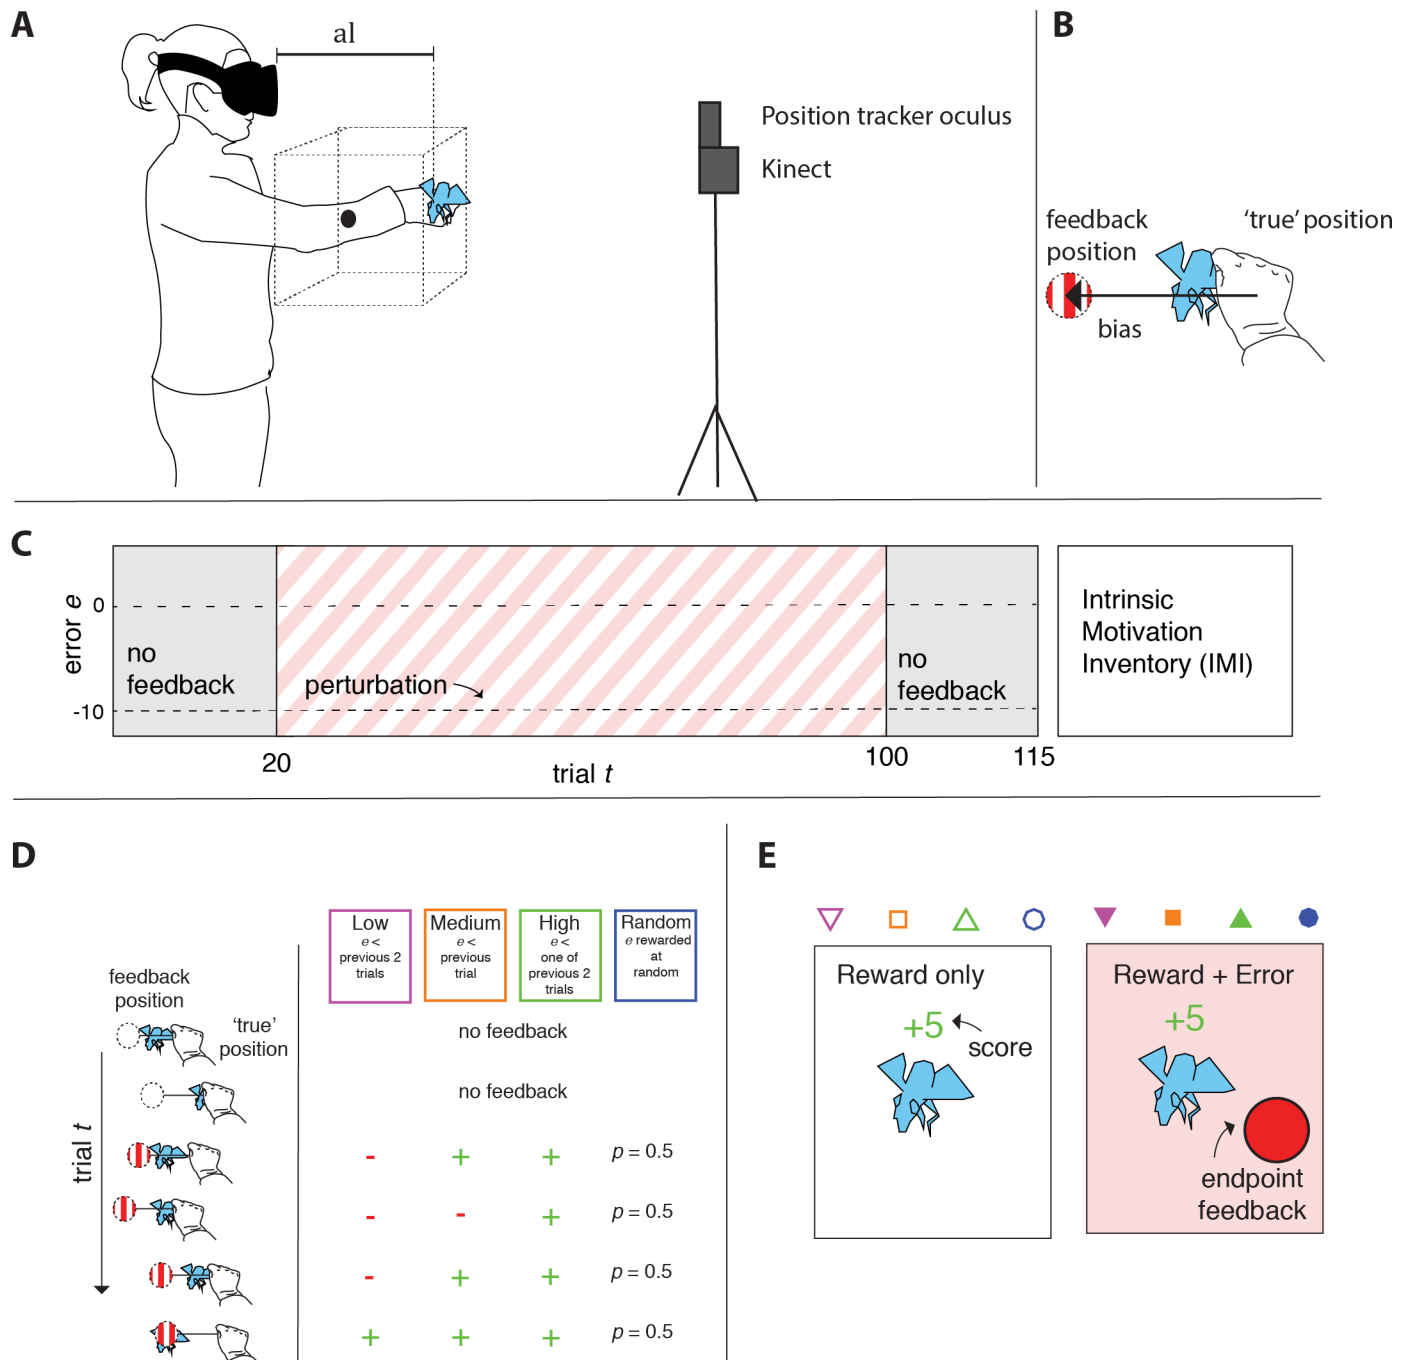 A
al
Position tracker oculus
Kinect
B
feedback
position
'true' position
bias
C
error e
0
-10
no
feedback
perturbation
no
feedback
20
trial t
100
115
Intrinsic
Motivation
Inventory (IMI)
D
Low
e <
previous 2
trials
Medium
e <
previous
trial
High
e <
one of
previous 2
trials
Random
e rewarded
at
random
feedback
position
'true'
position
trial t
no feedback
no feedback
- + + p = 0.5
- - + p = 0.5
- + + p = 0.5
+ + + p = 0.5
E
Reward only
+5
score
Reward + Error
+5
endpoint
feedback